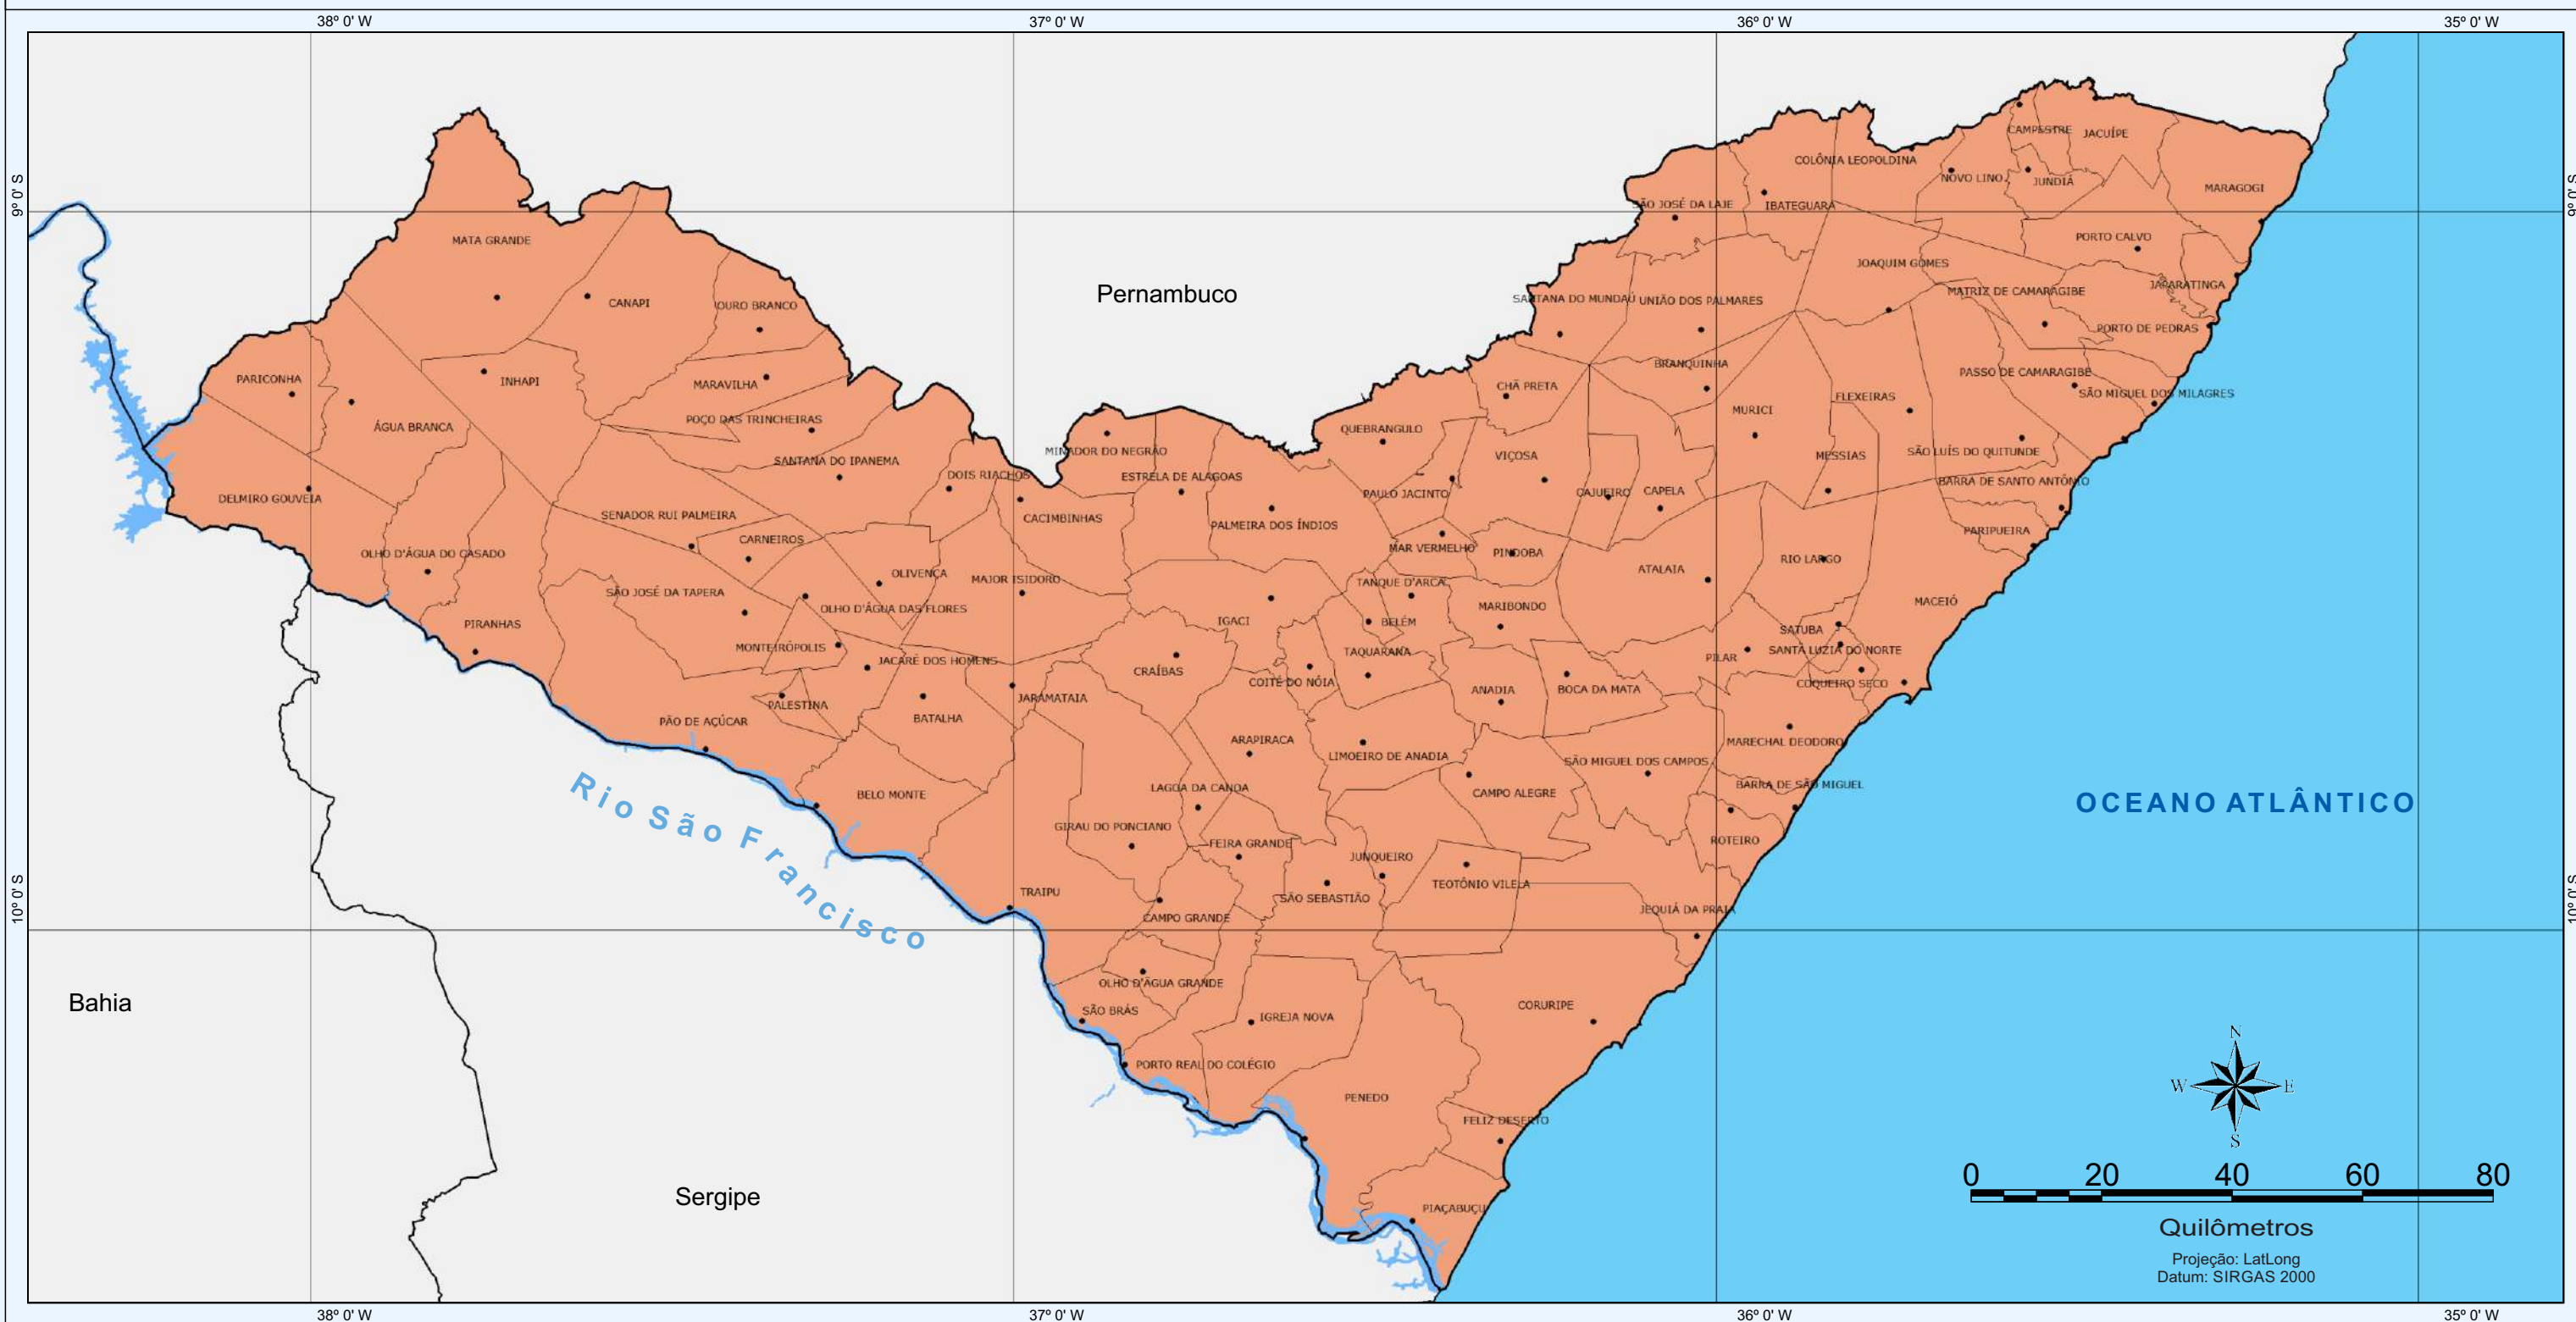 38º 0' W
37º 0' W
36º 0' W
35º 0' W
9º 0' S
9º 0' S
CAMPESTRE
JACUÍPE
COLÔNIA LEOPOLDINA
NOVO LINO
JUNDIÁ
MARAGOGI
SÃO JOSÉ DA LAJE
IBATEGUARA
MATA GRANDE
PORTO CALVO
JOAQUIM GOMES
Pernambuco
CANAPI
OURO BRANCO
SANTANA DO MUNDAÚ
UNIÃO DOS PALMARES
MATRIZ DE CAMARAGIBE
JAPARATINGA
PORTO DE PEDRAS
PARICONHA
INHAPI
MARAVILHA
CHÃ PRETA
BRANQUINHA
PASSO DE CAMARAGIBE
SÃO MIGUEL DOS MILAGRES
ÁGUA BRANCA
POÇO DAS TRINCHEIRAS
QUEBRANGULO
MURICI
FLEXEIRAS
SANTANA DO IPANEMA
DOIS RIACHOS
MINADOR DO NEGRÃO
ESTRELA DE ALAGOAS
VIÇOSA
MESSIAS
SÃO LUÍS DO QUITUNDE
DELMIRO GOUVEIA
SENADOR RUI PALMEIRA
CACIMBINHAS
PALMEIRA DOS ÍNDIOS
PAULO JACINTO
CAJUEIRO
CAPELA
BARRA DE SANTO ANTÔNIO
OLHO D'ÁGUA DO CASADO
CARNEIROS
MAR VERMELHO
PINDOBA
PARIPUEIRA
SÃO JOSÉ DA TAPERA
OLIVENÇA
MAJOR ISIDORO
TANQUE D'ARCA
ATALAIA
RIO LARGO
OLHO D'ÁGUA DAS FLORES
IGACI
BELÉM
MARIBONDO
MACEIÓ
PIRANHAS
MONTEIRÓPOLIS
JACARÉ DOS HOMENS
CRAÍBAS
TAQUARANA
PILAR
SATUBA
SANTA LUZIA DO NORTE
COITÉ DO NÓIA
ANADIA
BOCA DA MATA
COQUEIRO SECO
PALESTINA
JARAMATAIA
PÃO DE AÇÚCAR
BATALHA
ARAPIRACA
LIMOEIRO DE ANADIA
SÃO MIGUEL DOS CAMPOS
MARECHAL DEODORO
Rio São Francisco
BELO MONTE
LAGOA DA CANOA
CAMPO ALEGRE
BARRA DE SÃO MIGUEL
OCEANO ATLÂNTICO
GIRAU DO PONCIANO
FEIRA GRANDE
JUNQUEIRO
ROTEIRO
TRAIPU
SÃO SEBASTIÃO
TEOTÔNIO VILELA
10º 0' S
10º 0' S
CAMPO GRANDE
JEQUIÁ DA PRAIA
Bahia
OLHO D'ÁGUA GRANDE
SÃO BRÁS
IGREJA NOVA
CORURIPE
PORTO REAL DO COLÉGIO
PENEDO
FELIZ DESERTO
Sergipe
PIAÇABUÇU
N
W
E
S
0 20 40 60 80
Quilômetros
Projeção: LatLong
Datum: SIRGAS 2000
38º 0' W
37º 0' W
36º 0' W
35º 0' W